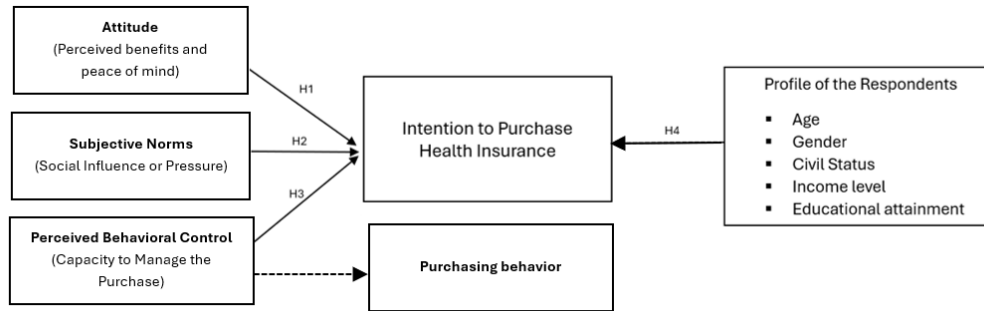 Attitude
(Perceived benefits and
peace of mind)
H1
Subjective Norms
(Social Influence or Pressure)
H2
Perceived Behavioral Control
(Capacity to Manage the
Purchase)
H3
Intention to Purchase
Health Insurance
Purchasing behavior
H4
Profile of the Respondents
▪ Age
▪ Gender
▪ Civil Status
▪ Income level
▪ Educational attainment